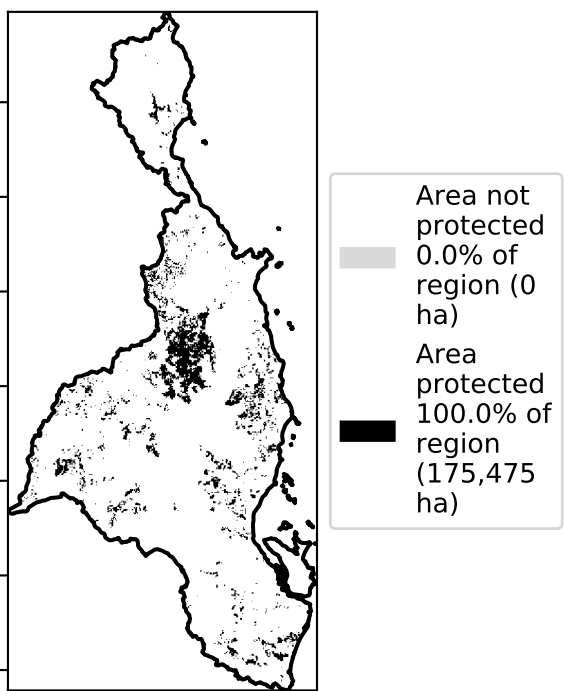 Area not
protected
0.0% of
region (0
ha)
Area
protected
100.0% of
region
(175,475
ha)